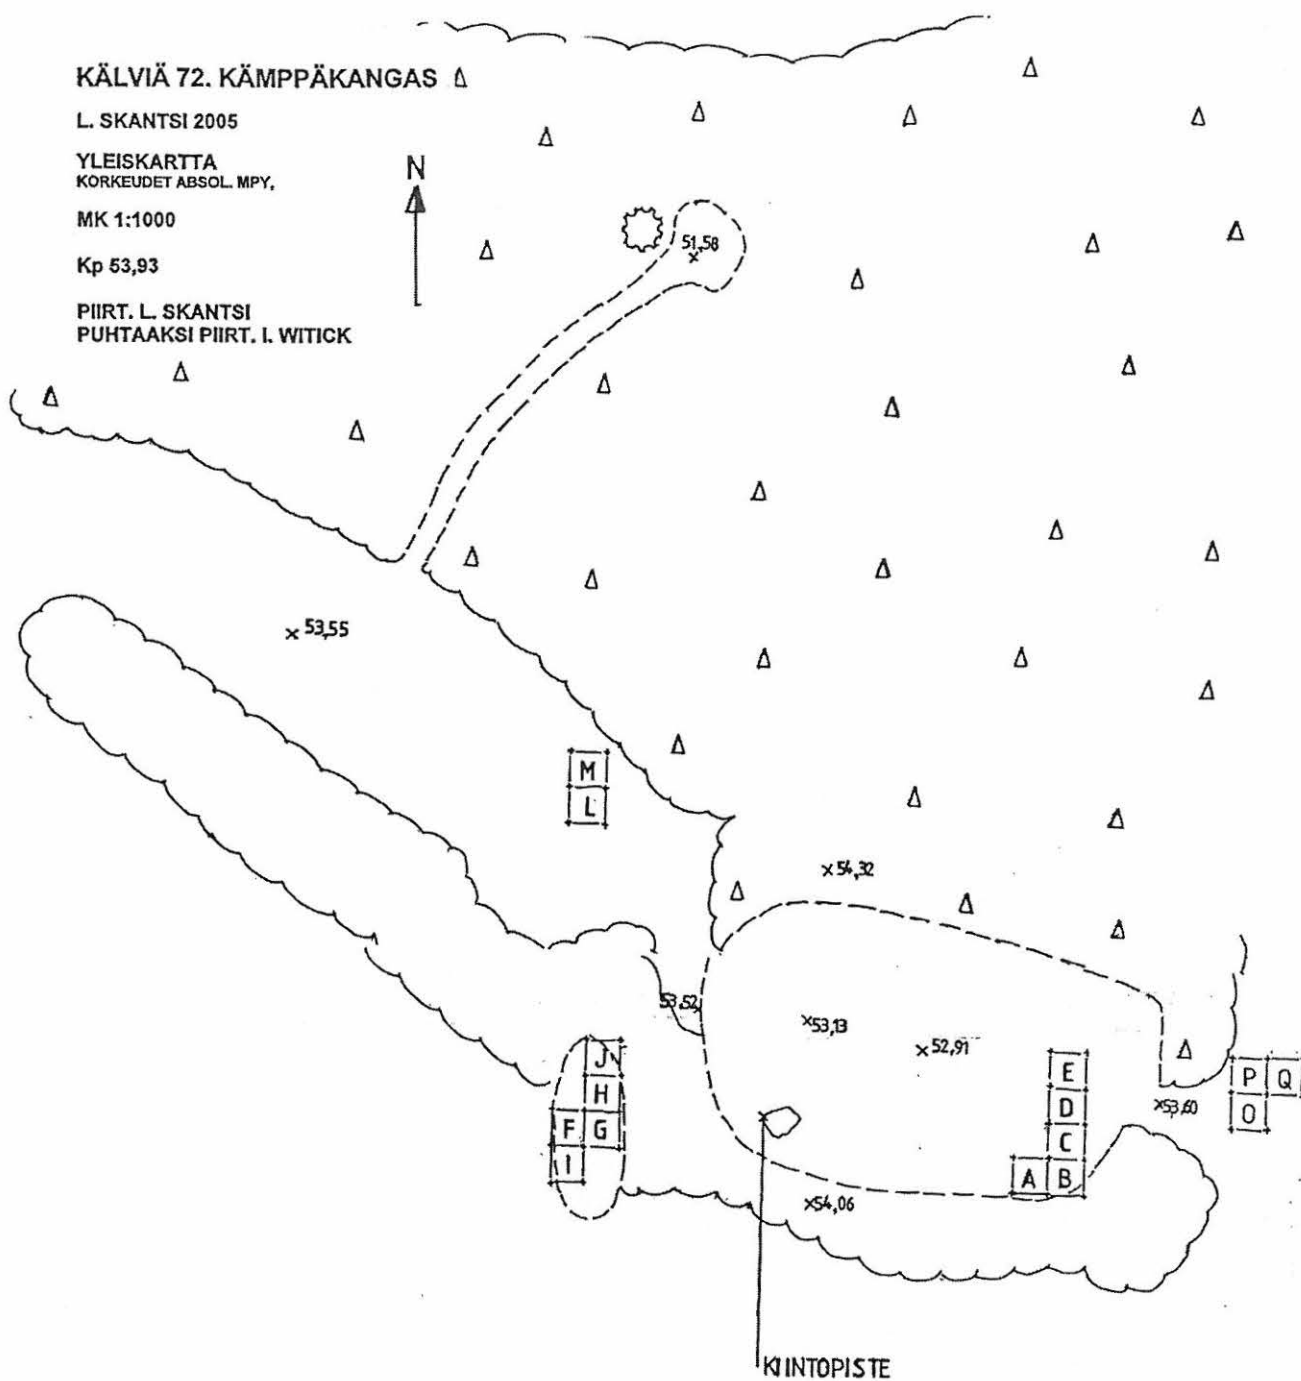 KÄLVIÄ 72. KÄMPPÄKANGAS
L. SKANTSI 2005
YLEISKARTTA
KORKEUDET ABSOL. MPY,
MK 1:1000
Kp 53,93
PIIRT. L. SKANTSI
PUHTAAKSI PIIRT. I. WITICK
N
51,58
53,55
M
L
54,32
53,52
53,13
52,91
J
H
F G
I
E
D
C
A B
P Q
O
53,60
54,06
KIINTOPISTE